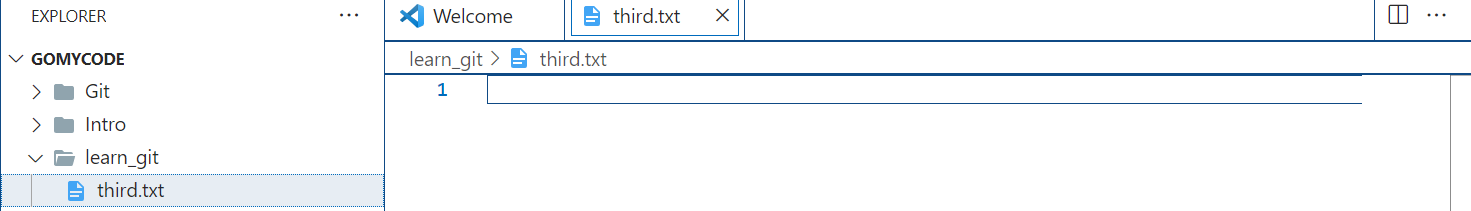 EXPLORER
GOMYCODE
Git
Intro
learn_git
third.txt
Welcome
third.txt
learn_git > third.txt
1